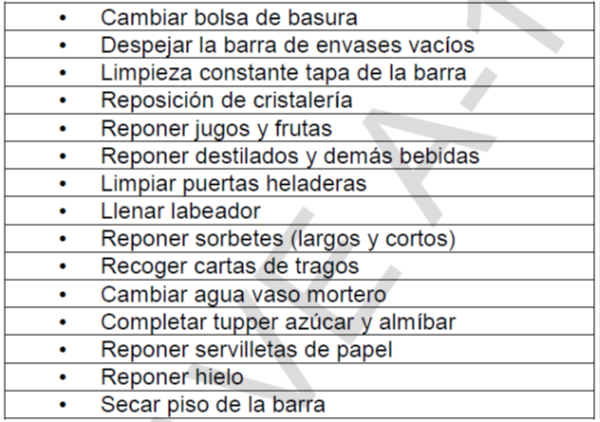 • Cambiar bolsa de basura
• Despejar la barra de envases vacíos
• Limpieza constante tapa de la barra
• Reposición de cristalería
• Reponer jugos y frutas
• Reponer destilados y demás bebidas
• Limpiar puertas heladeras
• Llenar labeador
• Reponer sorbetes (largos y cortos)
• Recoger cartas de tragos
• Cambiar agua vaso mortero
• Completar tupper azúcar y almíbar
• Reponer servilletas de papel
• Reponer hielo
• Secar piso de la barra
VE A-1